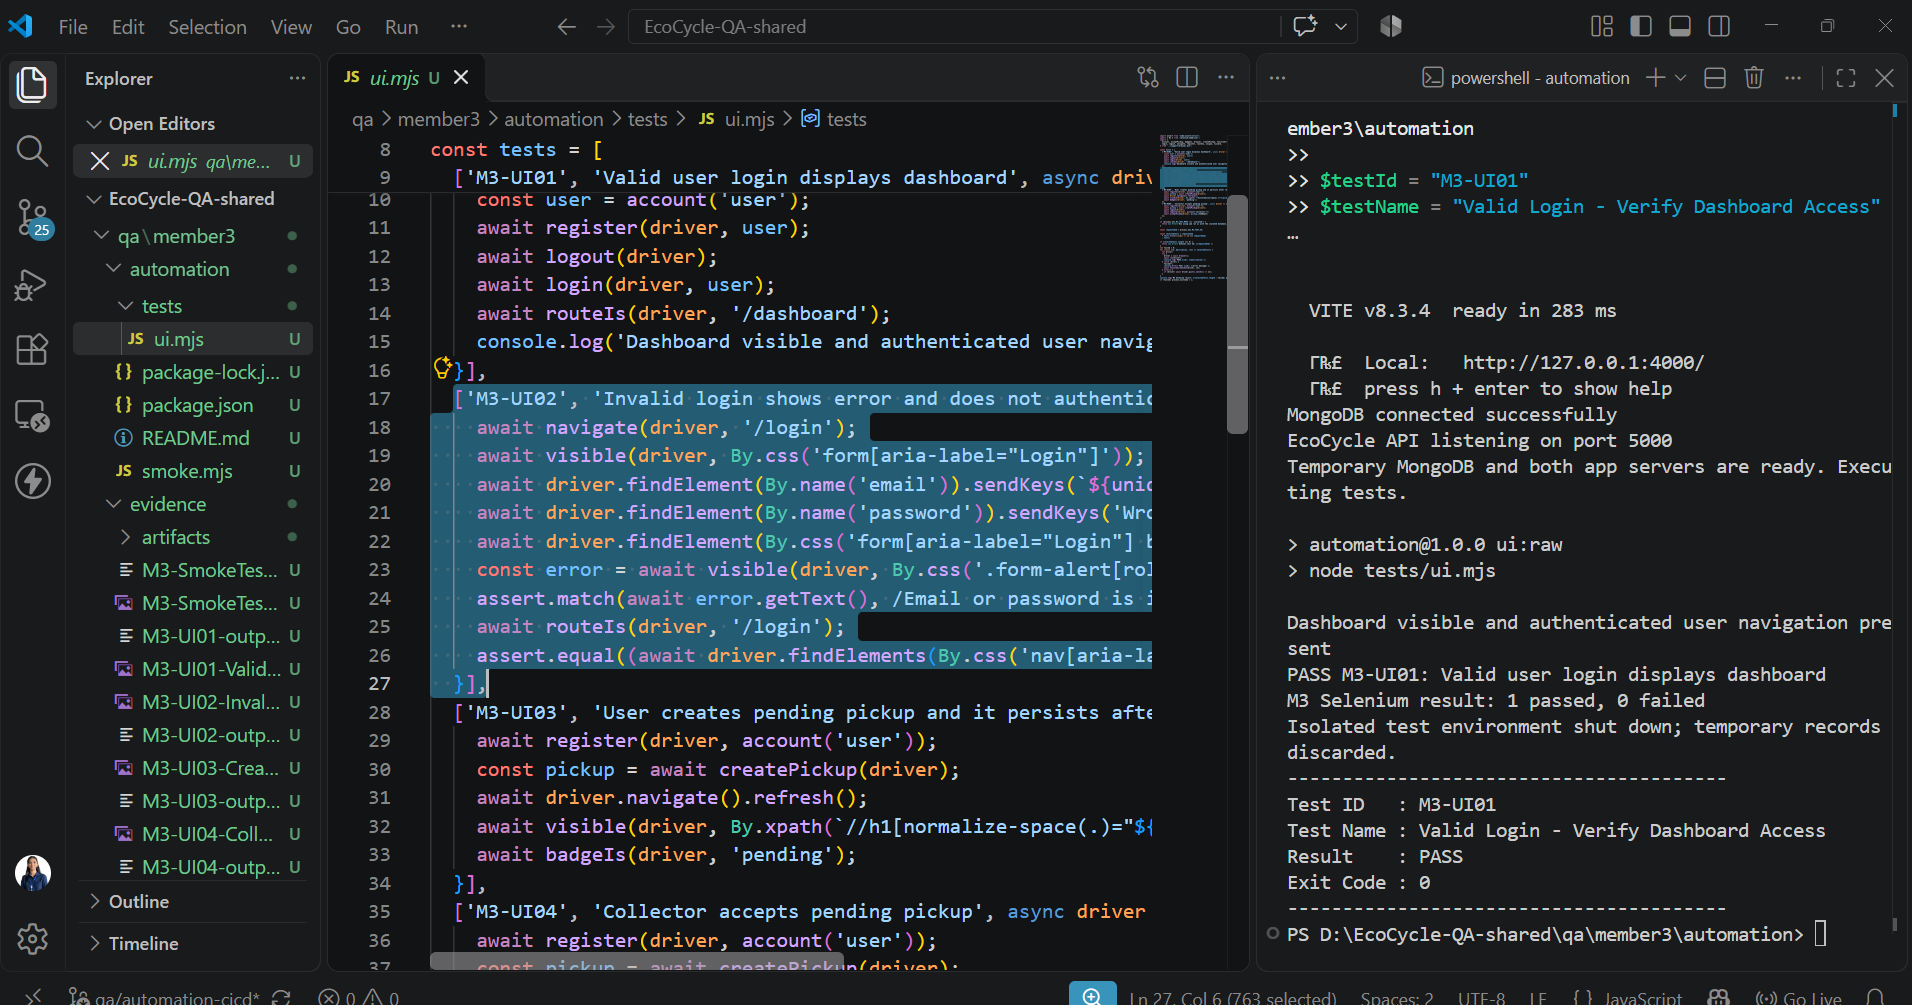 File Edit Selection View Go Run ···
EcoCycle-QA-shared
Explorer ···
Open Editors
JS ui.mjs qa\me... U
EcoCycle-QA-shared
25
qa\member3
automation
tests
JS ui.mjs U
{} package-lock.j... U
{} package.json U
README.md U
JS smoke.mjs U
evidence
artifacts
M3-SmokeTes... U
M3-SmokeTes... U
M3-UI01-outp... U
M3-UI01-Valid... U
M3-UI02-Inval... U
M3-UI02-outp... U
M3-UI03-Crea... U
M3-UI03-outp... U
M3-UI04-Coll... U
M3-UI04-outp... U
Outline
Timeline
JS ui.mjs U
qa > member3 > automation > tests > JS ui.mjs > tests
8 const tests = [
9 ['M3-UI01', 'Valid user login displays dashboard', async driv
10 const user = account('user');
11 await register(driver, user);
12 await logout(driver);
13 await login(driver, user);
14 await routeIs(driver, '/dashboard');
15 console.log('Dashboard visible and authenticated user navig
16 }],
17 ['M3-UI02', 'Invalid login shows error and does not authentic
18 await navigate(driver, '/login');
19 await visible(driver, By.css('form[aria-label="Login"]'));
20 await driver.findElement(By.name('email')).sendKeys(`${unic
21 await driver.findElement(By.name('password')).sendKeys('Wro
22 await driver.findElement(By.css('form[aria-label="Login"] b
23 const error = await visible(driver, By.css('.form-alert[rol
24 assert.match(await error.getText(), /Email or password is i
25 await routeIs(driver, '/login');
26 assert.equal((await driver.findElements(By.css('nav[aria-la
27 }],
28 ['M3-UI03', 'User creates pending pickup and it persists afte
29 await register(driver, account('user'));
30 const pickup = await createPickup(driver);
31 await driver.navigate().refresh();
32 await visible(driver, By.xpath(`//h1[normalize-space(.)="${
33 await badgeIs(driver, 'pending');
34 }],
35 ['M3-UI04', 'Collector accepts pending pickup', async driver
36 await register(driver, account('user'));
37 const pickup = await createPickup(driver);
powershell - automation
ember3\automation
>>
>> $testId = "M3-UI01"
>> $testName = "Valid Login - Verify Dashboard Access"
…
VITE v8.3.4 ready in 283 ms
Local: http://127.0.0.1:4000/
press h + enter to show help
MongoDB connected successfully
EcoCycle API listening on port 5000
Temporary MongoDB and both app servers are ready. Execu
ting tests.
> automation@1.0.0 ui:raw
> node tests/ui.mjs
Dashboard visible and authenticated user navigation pre
sent
PASS M3-UI01: Valid user login displays dashboard
M3 Selenium result: 1 passed, 0 failed
Isolated test environment shut down; temporary records
discarded.
----------------------------------------
Test ID : M3-UI01
Test Name : Valid Login - Verify Dashboard Access
Result : PASS
Exit Code : 0
----------------------------------------
PS D:\EcoCycle-QA-shared\qa\member3\automation>
qa/automation-cicd* 0 0 Ln 27, Col 6 (763 selected) Spaces: 2 UTF-8 LF {} JavaScript Go Live